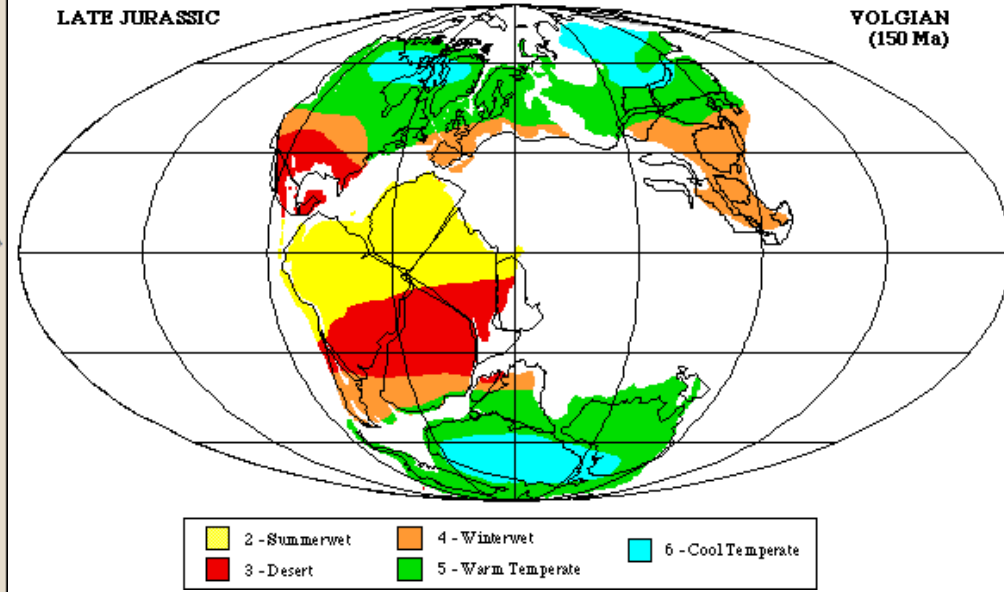 LATE JURASSIC
VOLGIAN
(150 Ma)
2 - Summerwet
4 - Winterwet
6 - Cool Temperate
3 - Desert
5 - Warm Temperate